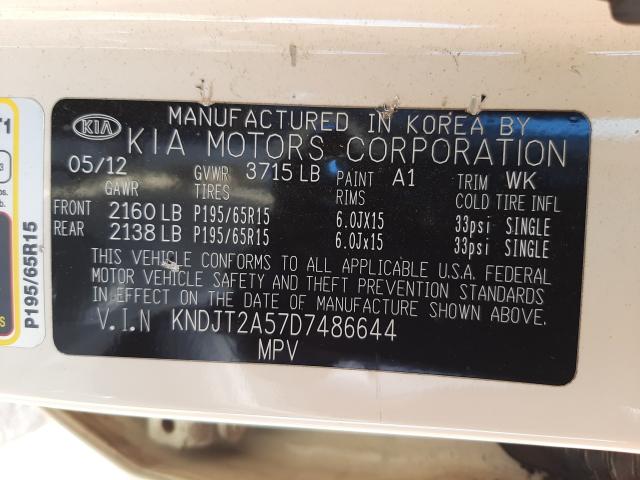 MANUFACTURED IN KOREA BY
KIA KIA MOTORS CORPORATION
05/12 GVWR 3715 LB PAINT A1 TRIM WK
GAWR TIRES RIMS COLD TIRE INFL
FRONT 2160 LB P195/65R15 6.0JX15 33psi SINGLE
REAR 2138 LB P195/65R15 6.0Jx15 33psi SINGLE
THIS VEHICLE CONFORMS TO ALL APPLICABLE U.S.A. FEDERAL
MOTOR VEHICLE SAFETY AND THEFT PREVENTION STANDARDS
IN EFFECT ON THE DATE OF MANUFACTURE SHOWN ABOVE.
V.I.N KNDJT2A57D7486644
MPV
P195/65R15